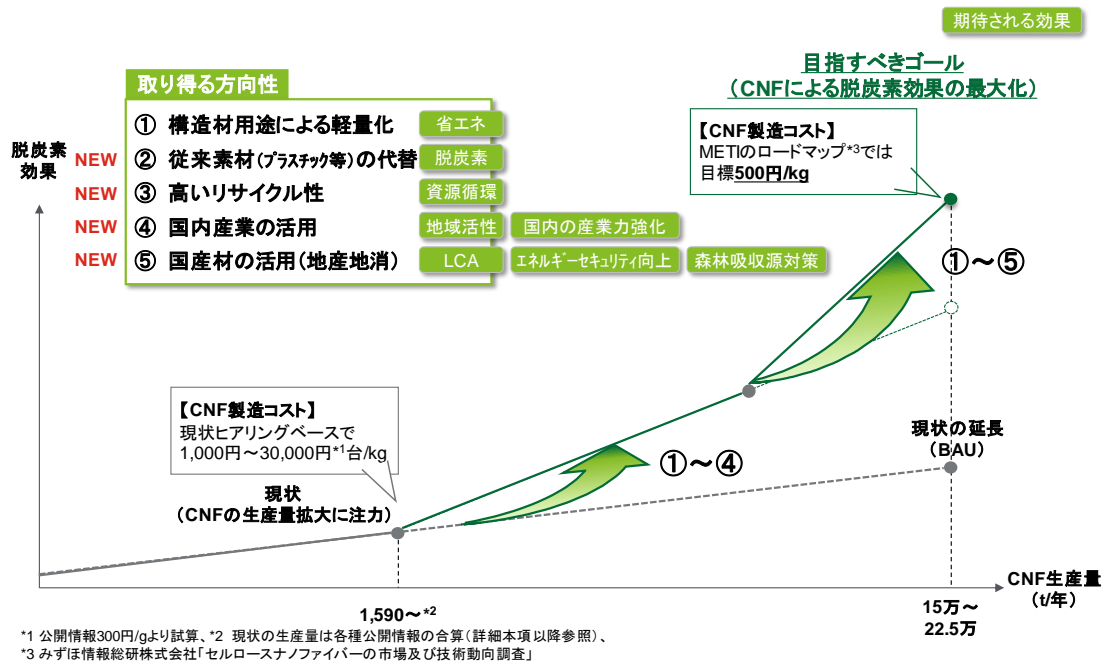 期待される効果
目指すべきゴール
（CNFによる脱炭素効果の最大化）
取り得る方向性
① 構造材用途による軽量化 省エネ
NEW ② 従来素材（プラスチック等）の代替 脱炭素
NEW ③ 高いリサイクル性 資源循環
NEW ④ 国内産業の活用 地域活性 国内の産業力強化
NEW ⑤ 国産材の活用（地産地消） LCA エネルギーセキュリティ向上 森林吸収源対策
脱炭素
効果
【CNF製造コスト】
METIのロードマップ*3では
目標500円/kg
①～⑤
【CNF製造コスト】
現状ヒアリングベースで
1,000円～30,000円*1台/kg
①～④
現状の延長
（BAU）
現状
（CNFの生産量拡大に注力）
CNF生産量
（t/年）
1,590～*2
15万～
22.5万
*1 公開情報300円/gより試算、*2 現状の生産量は各種公開情報の合算（詳細本項以降参照）、
*3 みずほ情報総研株式会社「セルロースナノファイバーの市場及び技術動向調査」